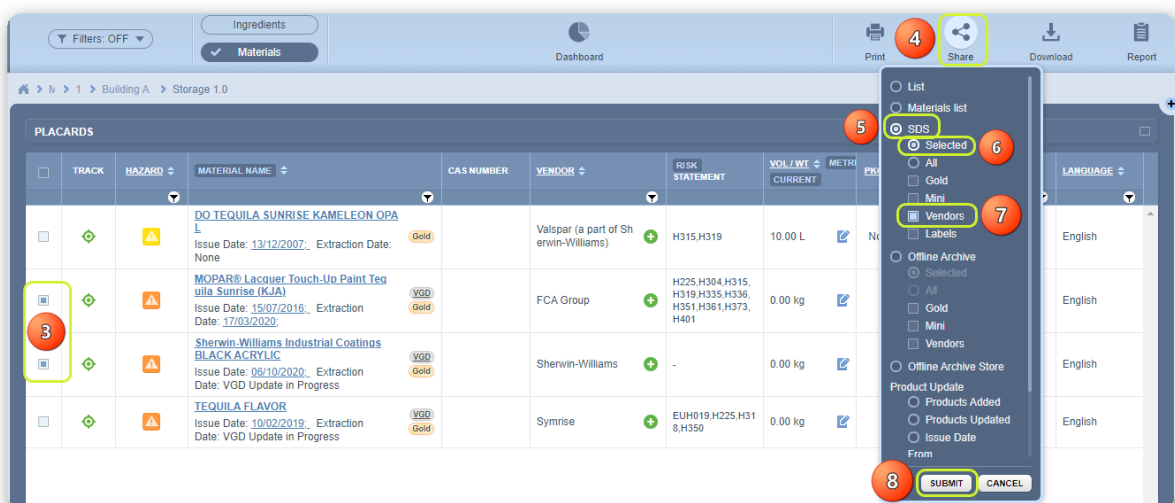 Filters: OFF
Ingredients
Materials
Dashboard
Print
4
Share
Download
Report
1 > Building A > Storage 1.0
PLACARDS
TRACK
HAZARD
MATERIAL NAME
CAS NUMBER
VENDOR
RISK
STATEMENT
VOL / WT
CURRENT
LANGUAGE
DO TEQUILA SUNRISE KAMELEON OPA
L
Issue Date: 13/12/2007; Extraction Date:
None
Gold
Valspar (a part of Sh
erwin-Williams)
H315,H319
10.00 L
English
MOPAR® Lacquer Touch-Up Paint Teq
uila Sunrise (KJA)
Issue Date: 15/07/2016; Extraction
Date: 17/03/2020;
VGD
Gold
FCA Group
H225,H304,H315,
H319,H335,H336,
H351,H361,H373,
H401
0.00 kg
English
3
Sherwin-Williams Industrial Coatings
BLACK ACRYLIC
Issue Date: 06/10/2020; Extraction
Date: VGD Update in Progress
VGD
Gold
Sherwin-Williams
-
0.00 kg
English
TEQUILA FLAVOR
Issue Date: 10/02/2019; Extraction
Date: VGD Update in Progress
VGD
Gold
Symrise
EUH019,H225,H31
8,H350
0.00 kg
English
List
Materials list
5
SDS
Selected
6
All
Gold
Mini
Vendors
7
Labels
Offline Archive
Selected
All
Gold
Mini
Vendors
Offline Archive Store
Product Update
Products Added
Products Updated
Issue Date
From
8
SUBMIT
CANCEL